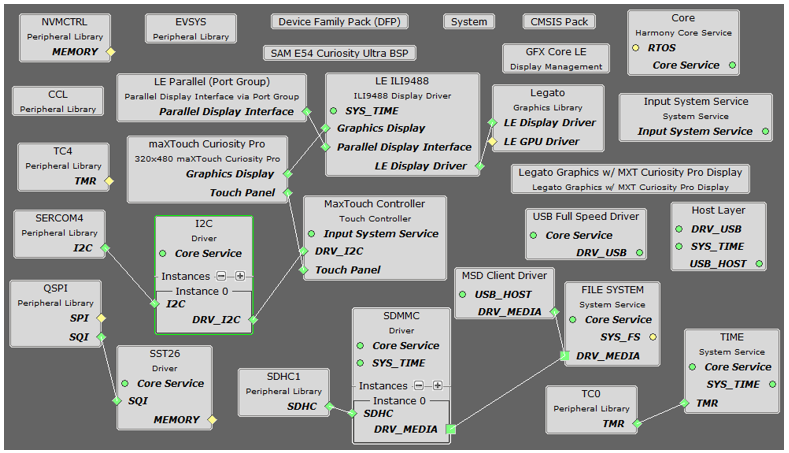 NVMCTRL
Peripheral Library
MEMORY
EVSYS
Peripheral Library
Device Family Pack (DFP)
System
CMSIS Pack
Core
Harmony Core Service
RTOS
Core Service
SAM E54 Curiosity Ultra BSP
GFX Core LE
Display Management
CCL
Peripheral Library
LE Parallel (Port Group)
Parallel Display Interface via Port Group
Parallel Display Interface
LE ILI9488
ILI9488 Display Driver
SYS_TIME
Graphics Display
Parallel Display Interface
LE Display Driver
Legato
Graphics Library
LE Display Driver
LE GPU Driver
Input System Service
System Service
Input System Service
TC4
Peripheral Library
TMR
maXTouch Curiosity Pro
320x480 maXTouch Curiosity Pro
Graphics Display
Touch Panel
Legato Graphics w/ MXT Curiosity Pro Display
Legato Graphics w/ MXT Curiosity Pro Display
SERCOM4
Peripheral Library
I2C
I2C
Driver
Core Service
Instances
Instance 0
I2C
DRV_I2C
MaxTouch Controller
Touch Controller
Input System Service
DRV_I2C
Touch Panel
USB Full Speed Driver
Core Service
DRV_USB
Host Layer
DRV_USB
SYS_TIME
USB_HOST
QSPI
Peripheral Library
SPI
SQI
MSD Client Driver
USB_HOST
DRV_MEDIA
FILE SYSTEM
System Service
Core Service
SYS_FS
DRV_MEDIA
SST26
Driver
Core Service
SQI
MEMORY
SDMMC
Driver
Core Service
SYS_TIME
Instances
Instance 0
SDHC
DRV_MEDIA
SDHC1
Peripheral Library
SDHC
TIME
System Service
Core Service
SYS_TIME
TMR
TC0
Peripheral Library
TMR